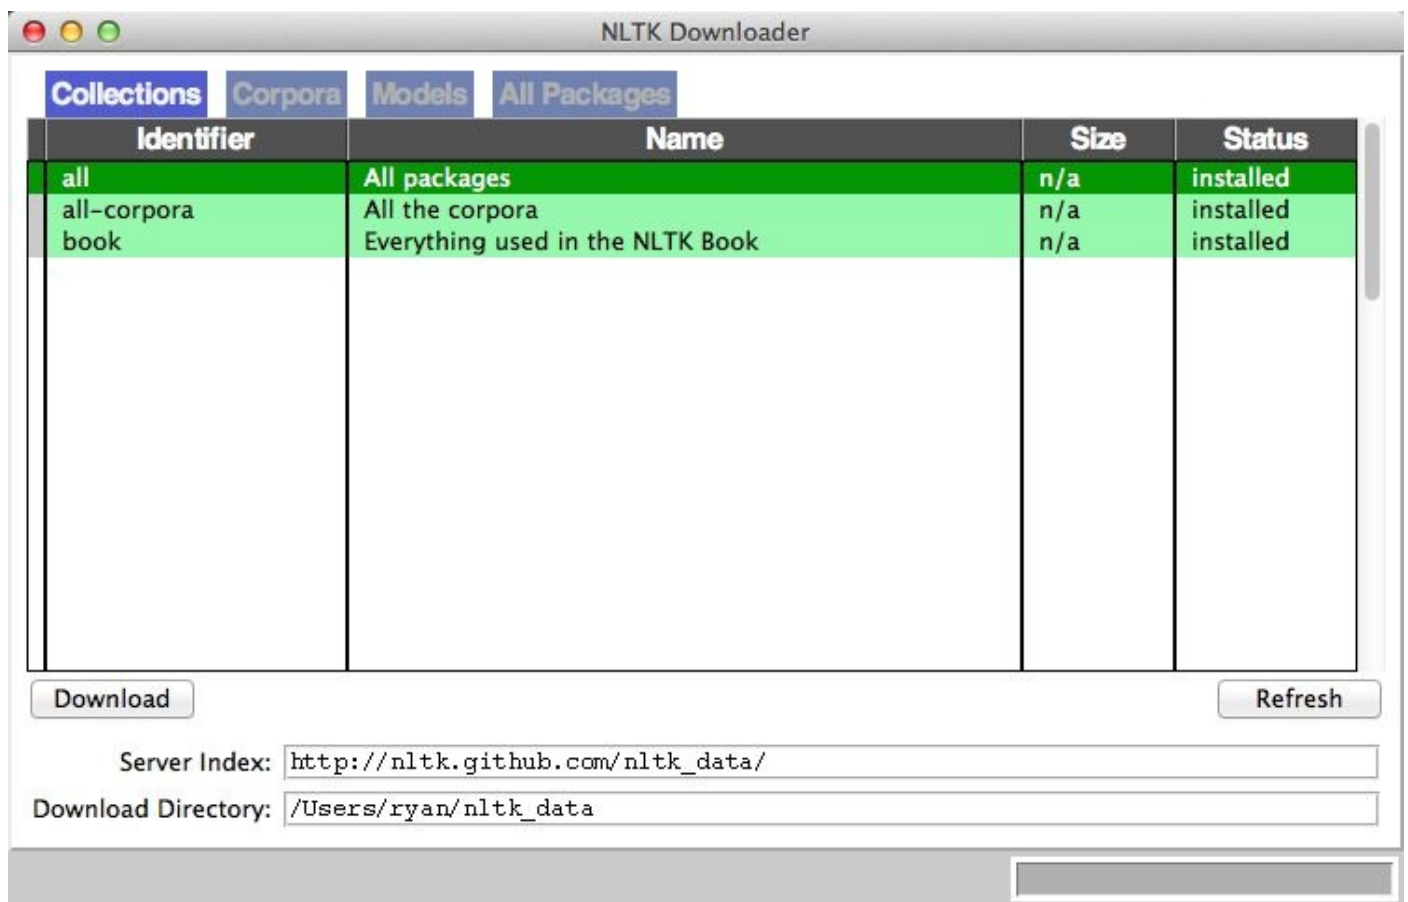 NLTK Downloader
Collections Corpora Models All Packages
Identifier Name Size Status
all All packages n/a installed
all-corpora All the corpora n/a installed
book Everything used in the NLTK Book n/a installed
Download Refresh
Server Index: http://nltk.github.com/nltk_data/
Download Directory: /Users/ryan/nltk_data